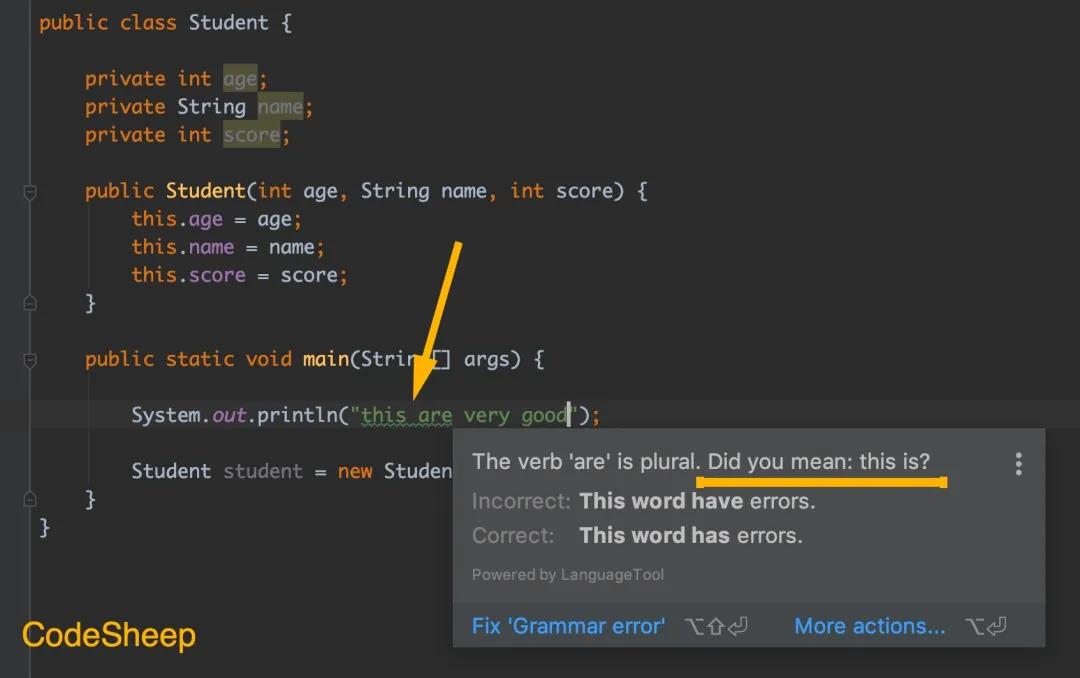 public class Student {
private int age;
private String name;
private int score;
public Student(int age, String name, int score) {
this.age = age;
this.name = name;
this.score = score;
}
public static void main(Strin [] args) {
System.out.println("this are very good");
Student student = new Studen
}
}
The verb 'are' is plural. Did you mean: this is?
Incorrect: This word have errors.
Correct: This word has errors.
Powered by LanguageTool
Fix 'Grammar error' ⌥⇧⏎ More actions... ⌥⏎
CodeSheep